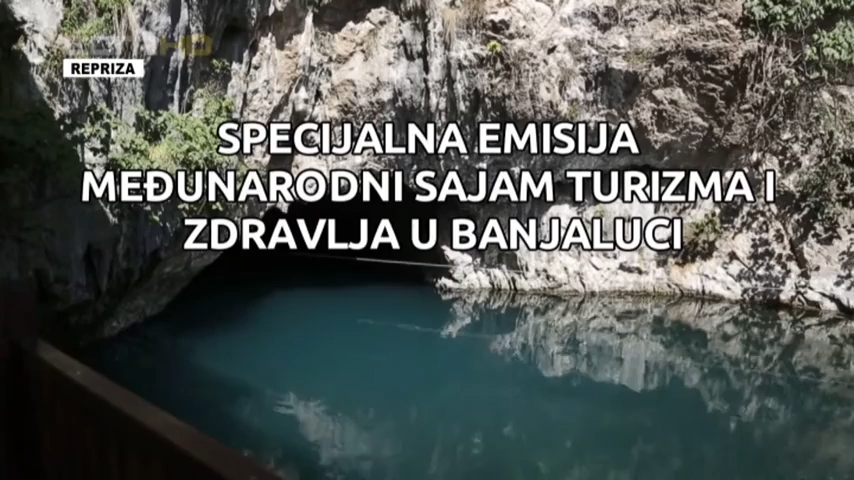 REPRIZA
SPECIJALNA EMISIJA
MEĐUNARODNI SAJAM TURIZMA I
ZDRAVLJA U BANJALUCI